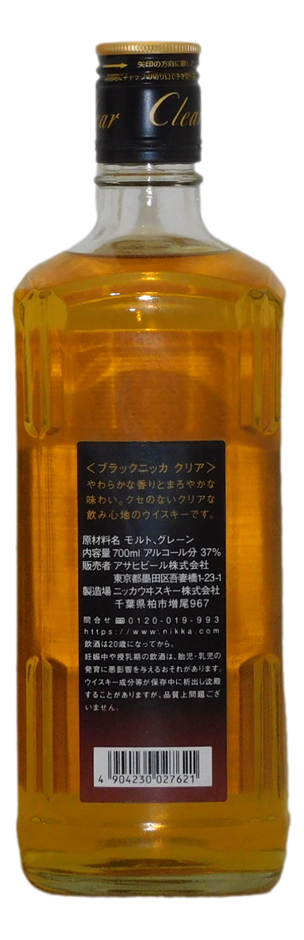 矢印の方向に廻し
Clear
ear
＜ブラックニッカ クリア＞
やわらかな香りとまろやかな
味わい。クセのないクリアな
飲み心地のウイスキーです。
原材料名 モルト、グレーン
内容量 700ml アルコール分 37%
販売者 アサヒビール株式会社
東京都墨田区吾妻橋1-23-1
製造場 ニッカウヰスキー株式会社
千葉県柏市増尾967
問合せ 0120-019-993
https://www.nikka.com
飲酒は20歳になってから。
妊娠中や授乳期の飲酒は、胎児・乳児の
発育に悪影響を与えるおそれがあります。
ウイスキー成分等が保存中に析出し沈殿
することがありますが、品質上問題ござ
いません。
4 904230 027621